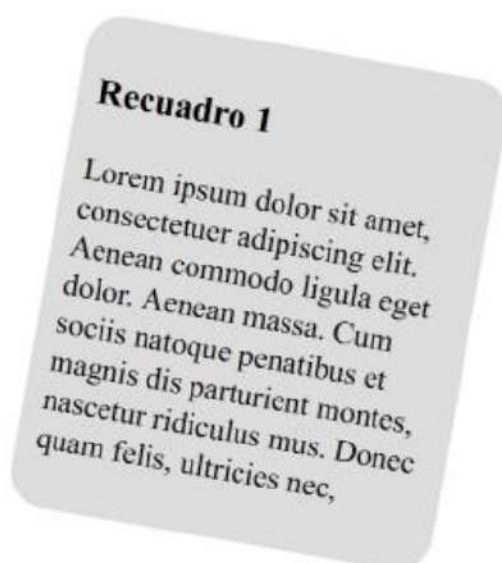 Recuadro 1
Lorem ipsum dolor sit amet,
consectetuer adipiscing elit.
Aenean commodo ligula eget
dolor. Aenean massa. Cum
sociis natoque penatibus et
magnis dis parturient montes,
nascetur ridiculus mus. Donec
quam felis, ultricies nec,